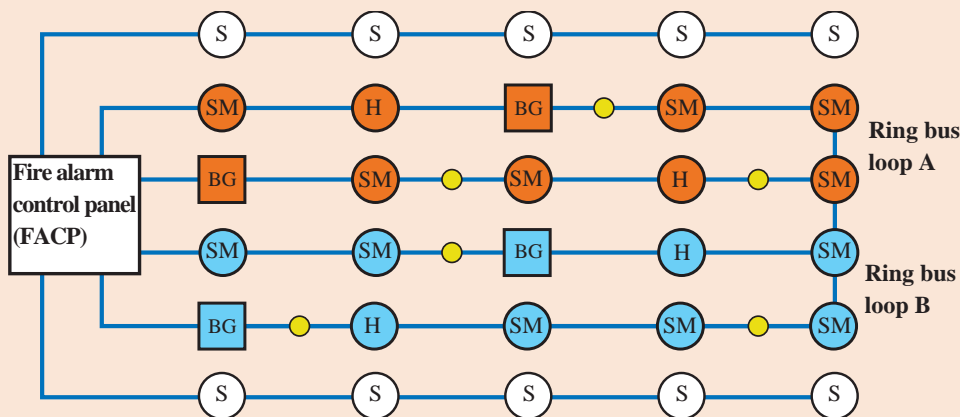 S S S S S
SM H BG SM SM
Ring bus
loop A
BG SM SM H SM
Fire alarm
control panel
(FACP)
SM SM BG H SM
Ring bus
loop B
BG H SM SM SM
S S S S S